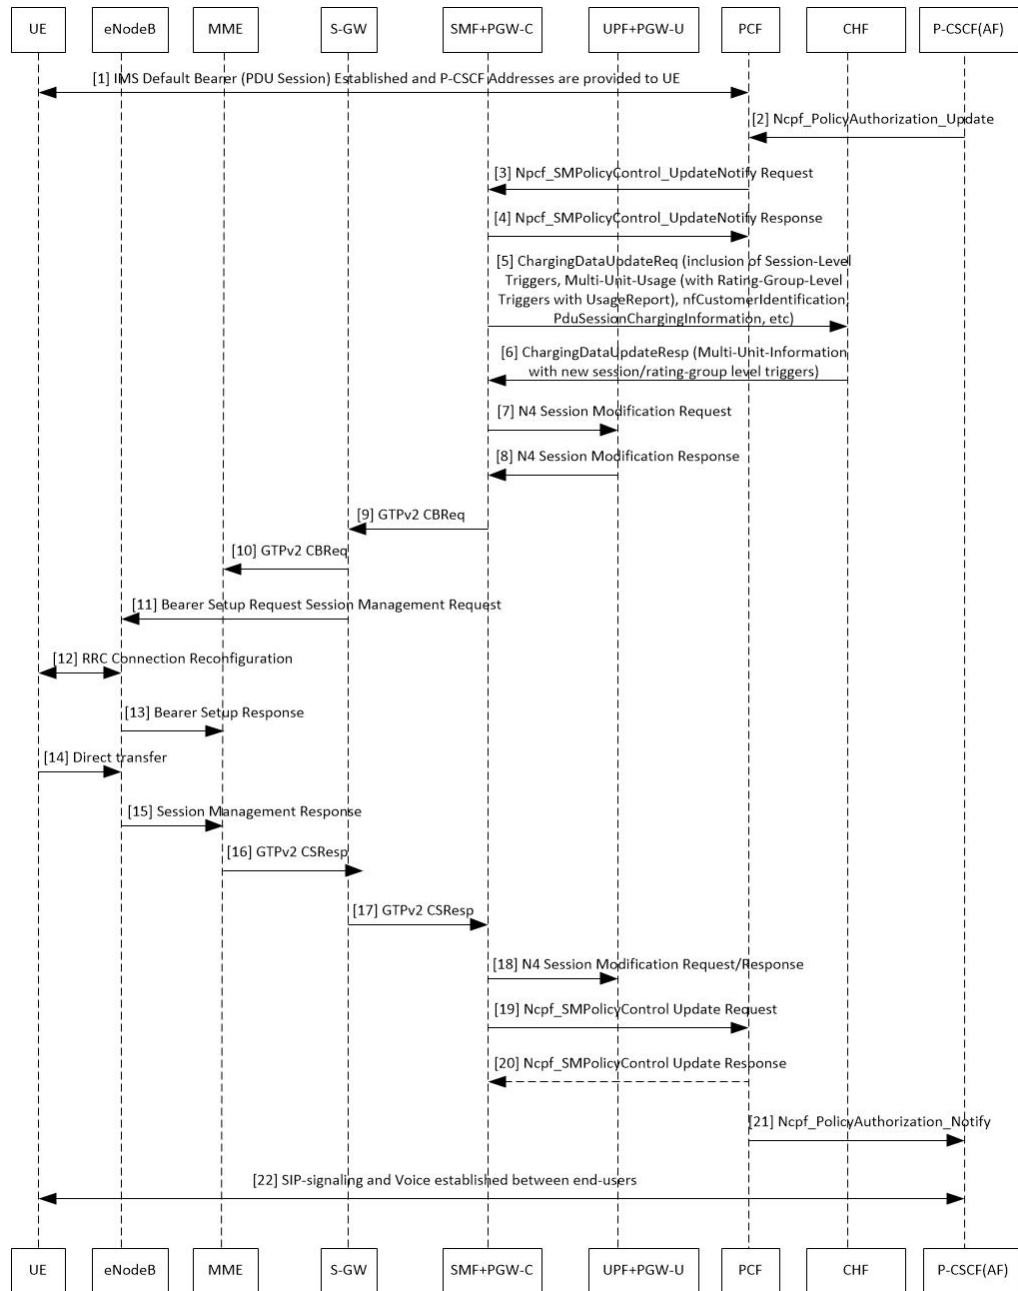 UE
eNodeB
MME
S-GW
SMF+PGW-C
UPF+PGW-U
PCF
CHF
P-CSCF(AF)
[1] IMS Default Bearer (PDU Session) Established and P-CSCF Addresses are provided to UE
[2] Ncpf_PolicyAuthorization_Update
[3] Npcf_SMPolicyControl_UpdateNotify Request
[4] Npcf_SMPolicyControl_UpdateNotify Response
[5] ChargingDataUpdateReq (inclusion of Session-Level
Triggers, Multi-Unit-Usage (with Rating-Group-Level
Triggers with UsageReport), nfCustomerIdentification,
PduSessionChargingInformation, etc)
[6] ChargingDataUpdateResp (Multi-Unit-Information
with new session/rating-group level triggers)
[7] N4 Session Modification Request
[8] N4 Session Modification Response
[9] GTPv2 CBReq
[10] GTPv2 CBReq
[11] Bearer Setup Request Session Management Request
[12] RRC Connection Reconfiguration
[13] Bearer Setup Response
[14] Direct transfer
[15] Session Management Response
[16] GTPv2 CSResp
[17] GTPv2 CSResp
[18] N4 Session Modification Request/Response
[19] Ncpf_SMPolicyControl Update Request
[20] Ncpf_SMPolicyControl Update Response
[21] Ncpf_PolicyAuthorization_Notify
[22] SIP-signaling and Voice established between end-users
UE
eNodeB
MME
S-GW
SMF+PGW-C
UPF+PGW-U
PCF
CHF
P-CSCF(AF)